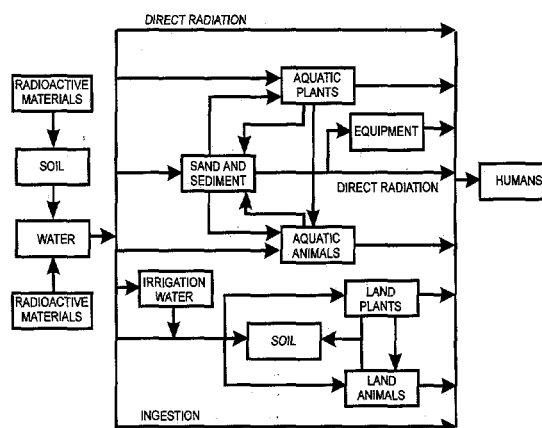 DIRECT RADIATION
RADIOACTIVE
MATERIALS
AQUATIC
PLANTS
EQUIPMENT
SOIL
SAND AND
SEDIMENT
DIRECT RADIATION
HUMANS
WATER
AQUATIC
ANIMALS
IRRIGATION
WATER
RADIOACTIVE
MATERIALS
LAND
PLANTS
SOIL
LAND
ANIMALS
INGESTION